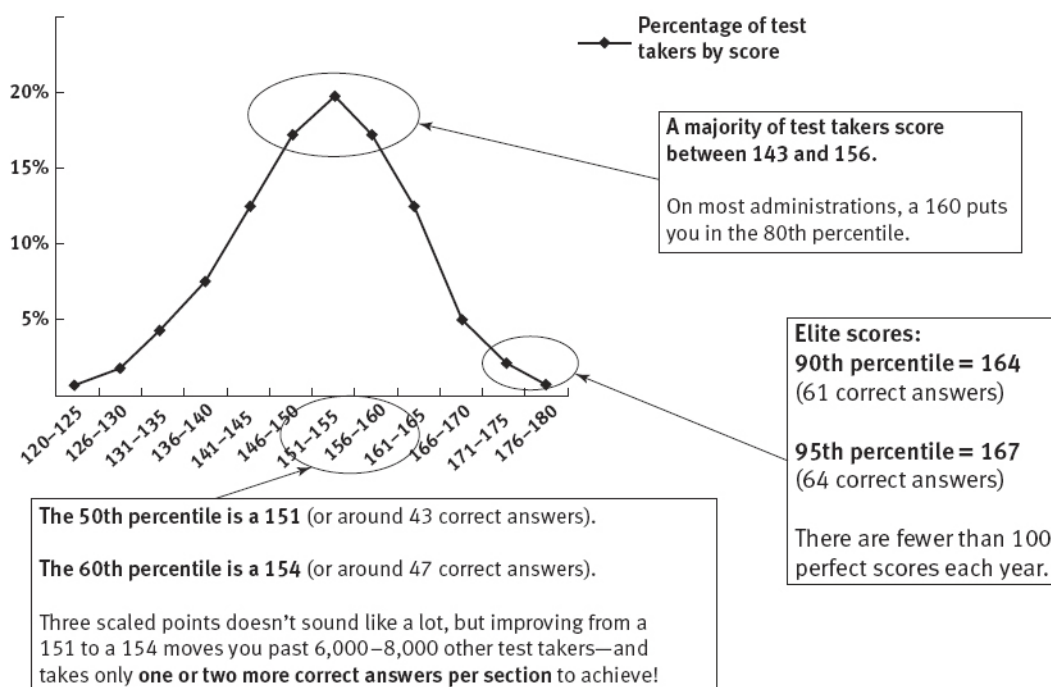 Percentage of test
takers by score
20%
15%
10%
5%
A majority of test takers score
between 143 and 156.
On most administrations, a 160 puts
you in the 80th percentile.
Elite scores:
90th percentile = 164
(61 correct answers)
95th percentile = 167
(64 correct answers)
There are fewer than 100
perfect scores each year.
120–125
126–130
131–135
136–140
141–145
146–150
151–155
156–160
161–165
166–170
171–175
176–180
The 50th percentile is a 151 (or around 43 correct answers).
The 60th percentile is a 154 (or around 47 correct answers).
Three scaled points doesn’t sound like a lot, but improving from a
151 to a 154 moves you past 6,000–8,000 other test takers—and
takes only one or two more correct answers per section to achieve!